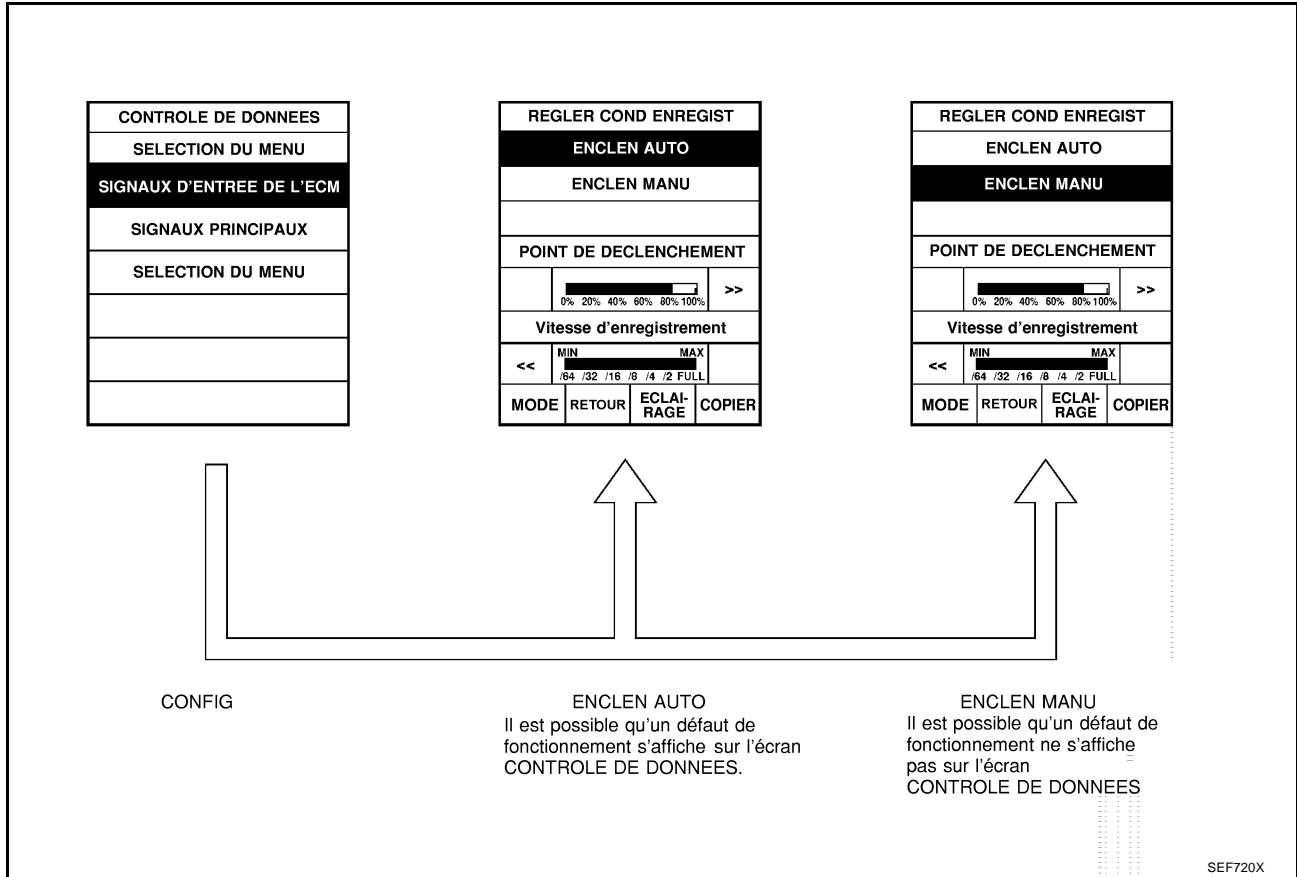 CONTROLE DE DONNEES
SELECTION DU MENU
SIGNAUX D'ENTREE DE L'ECM
SIGNAUX PRINCIPAUX
SELECTION DU MENU
REGLER COND ENREGIST
ENCLEN AUTO
ENCLEN MANU
POINT DE DECLENCHEMENT
>>
0% 20% 40% 60% 80% 100%
Vitesse d'enregistrement
<<
MIN MAX
/64 /32 /16 /8 /4 /2 FULL
MODE RETOUR ECLAI-
RAGE COPIER
REGLER COND ENREGIST
ENCLEN AUTO
ENCLEN MANU
POINT DE DECLENCHEMENT
>>
0% 20% 40% 60% 80% 100%
Vitesse d'enregistrement
<<
MIN MAX
/64 /32 /16 /8 /4 /2 FULL
MODE RETOUR ECLAI-
RAGE COPIER
CONFIG
ENCLEN AUTO
Il est possible qu'un défaut de
fonctionnement s'affiche sur l'écran
CONTROLE DE DONNEES.
ENCLEN MANU
Il est possible qu'un défaut de
fonctionnement ne s'affiche
pas sur l'écran
CONTROLE DE DONNEES
SEF720X